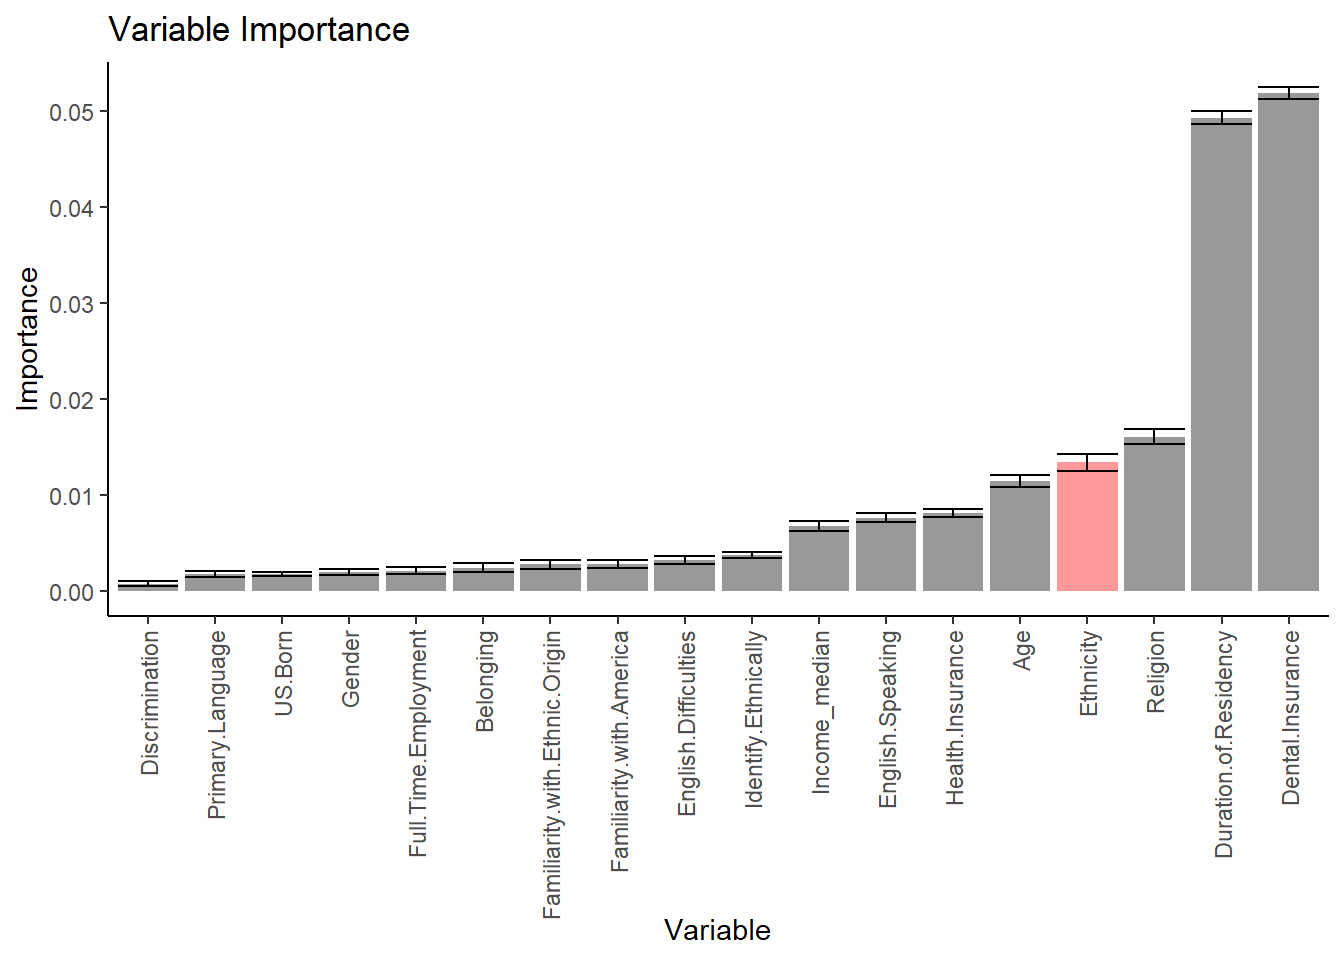 Variable Importance
Importance
0.05
0.04
0.03
0.02
0.01
0.00
Discrimination
Primary.Language
US.Born
Gender
Full.Time.Employment
Belonging
Familiarity.with.Ethnic.Origin
Familiarity.with.America
English.Difficulties
Identify.Ethnically
Income_median
English.Speaking
Health.Insurance
Age
Ethnicity
Religion
Duration.of.Residency
Dental.Insurance
Variable